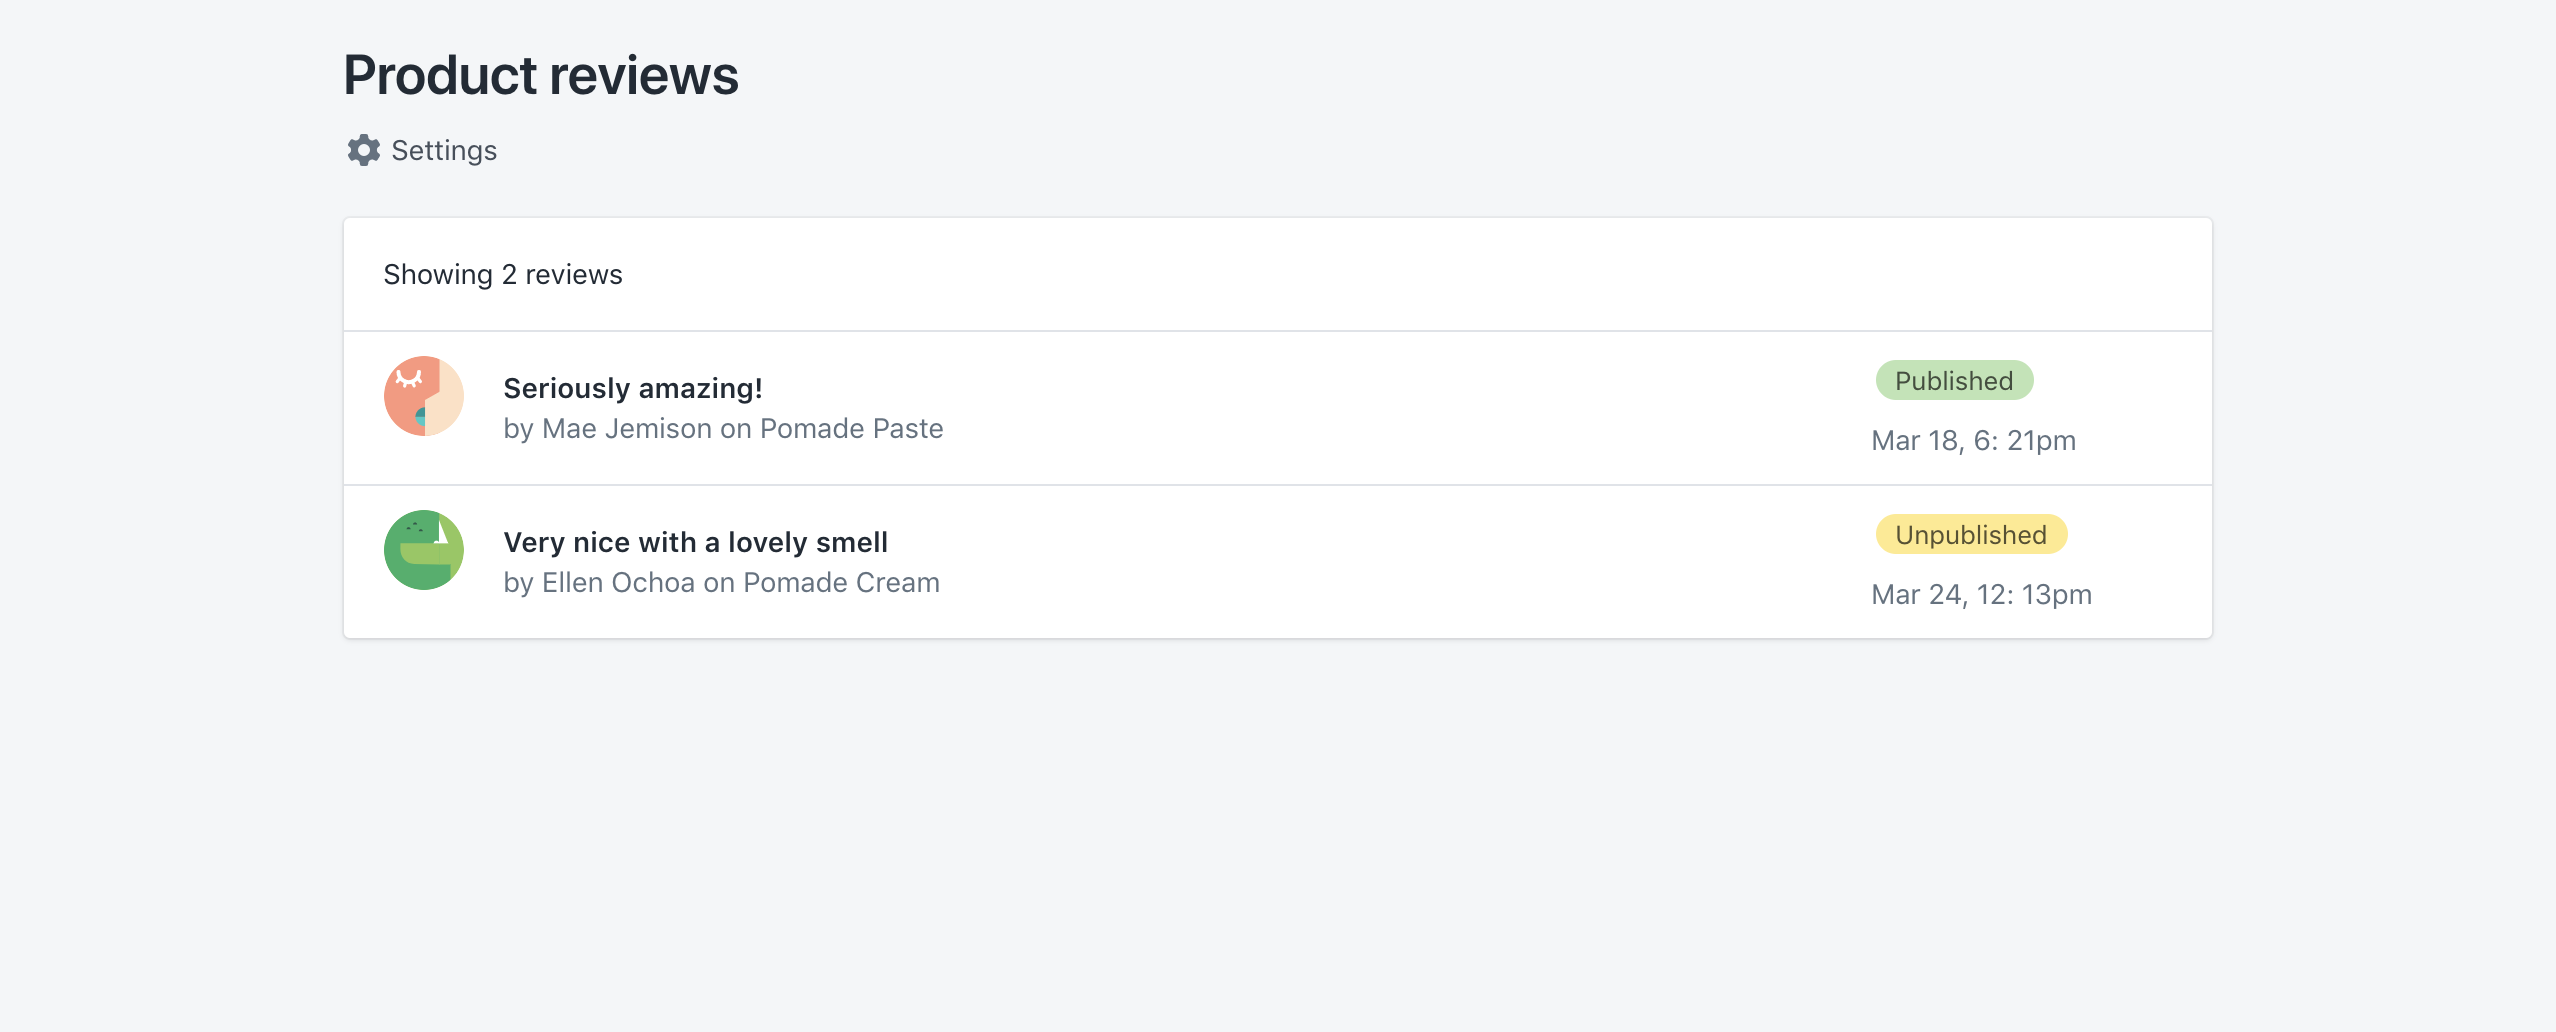 Product reviews
Settings
Showing 2 reviews
Seriously amazing!
by Mae Jemison on Pomade Paste
Published
Mar 18, 6: 21pm
Very nice with a lovely smell
by Ellen Ochoa on Pomade Cream
Unpublished
Mar 24, 12: 13pm